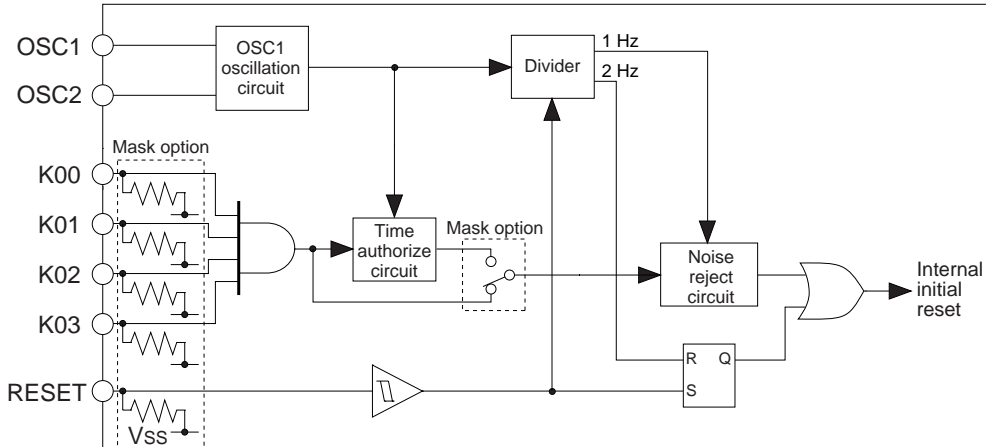 OSC1
OSC2
OSC1
oscillation
circuit
Divider
1 Hz
2 Hz
Mask option
K00
K01
K02
K03
Time
authorize
circuit
Mask option
Noise
reject
circuit
Internal
initial
reset
RESET
R
Q
S
VSS